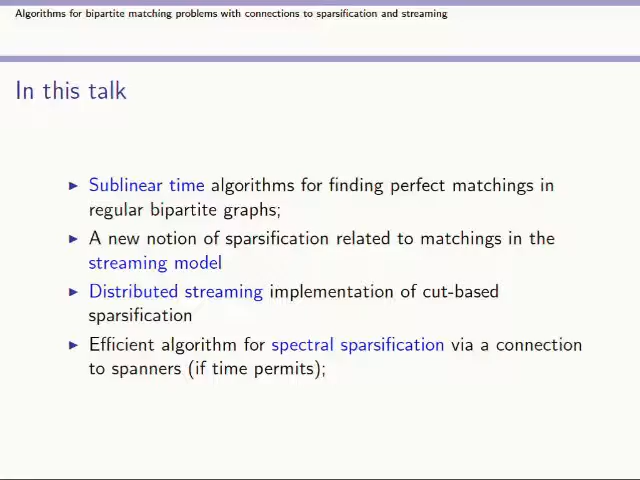 Algorithms for bipartite matching problems with connections to sparsification and streaming
In this talk
▶ Sublinear time algorithms for finding perfect matchings in
regular bipartite graphs;
▶ A new notion of sparsification related to matchings in the
streaming model
▶ Distributed streaming implementation of cut-based
sparsification
▶ Efficient algorithm for spectral sparsification via a connection
to spanners (if time permits);